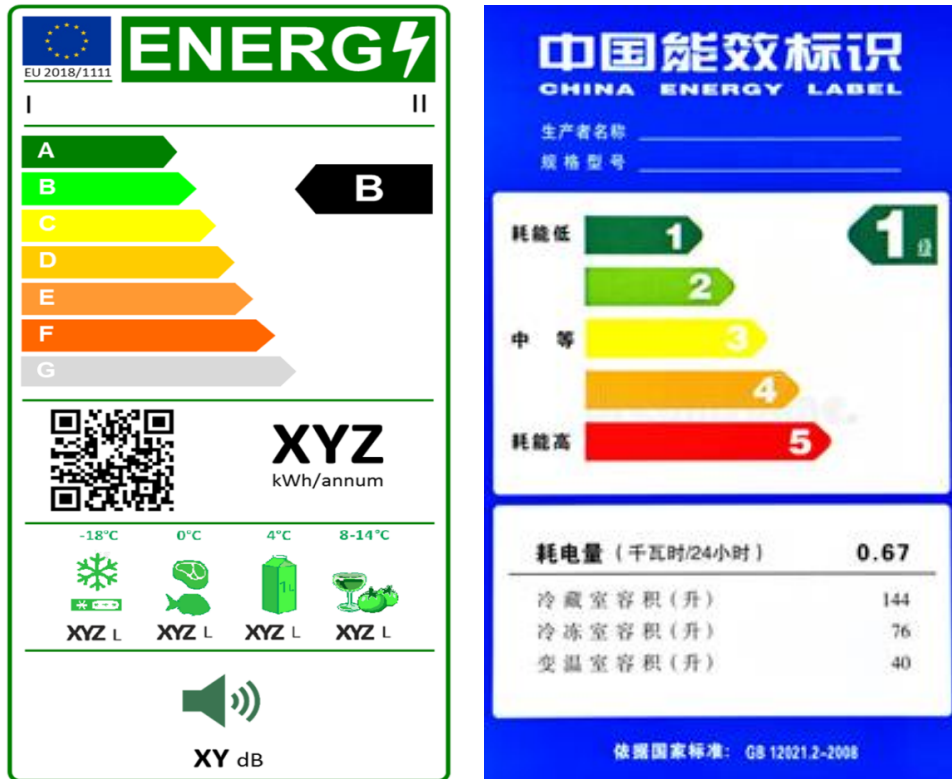 ENERG
EU 2018/1111
I II
A
B
B
C
D
E
F
G
XYZ
kWh/annum
-18°C 0°C 4°C 8-14°C
1L
XYZ L XYZ L XYZ L XYZ L
XY dB
中国能效标识
CHINA ENERGY LABEL
生产者名称
规格型号
耗能低 1
1级
2
中等 3
4
耗能高 5
耗电量(千瓦时/24小时) 0.67
冷藏室容积(升) 144
冷冻室容积(升) 76
变温室容积(升) 40
依据国家标准: GB 12021.2-2008